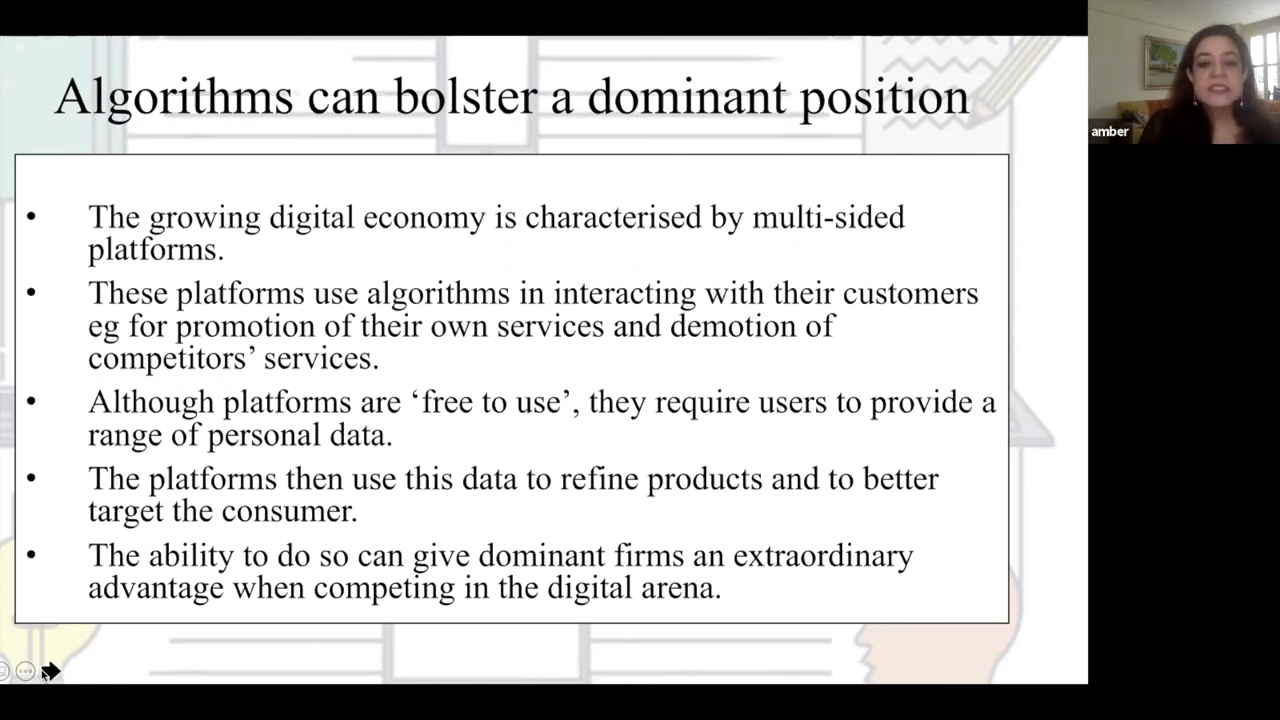 Algorithms can bolster a dominant position
• The growing digital economy is characterised by multi-sided
platforms.
• These platforms use algorithms in interacting with their customers
eg for promotion of their own services and demotion of
competitors’ services.
• Although platforms are ‘free to use’, they require users to provide a
range of personal data.
• The platforms then use this data to refine products and to better
target the consumer.
• The ability to do so can give dominant firms an extraordinary
advantage when competing in the digital arena.
amber